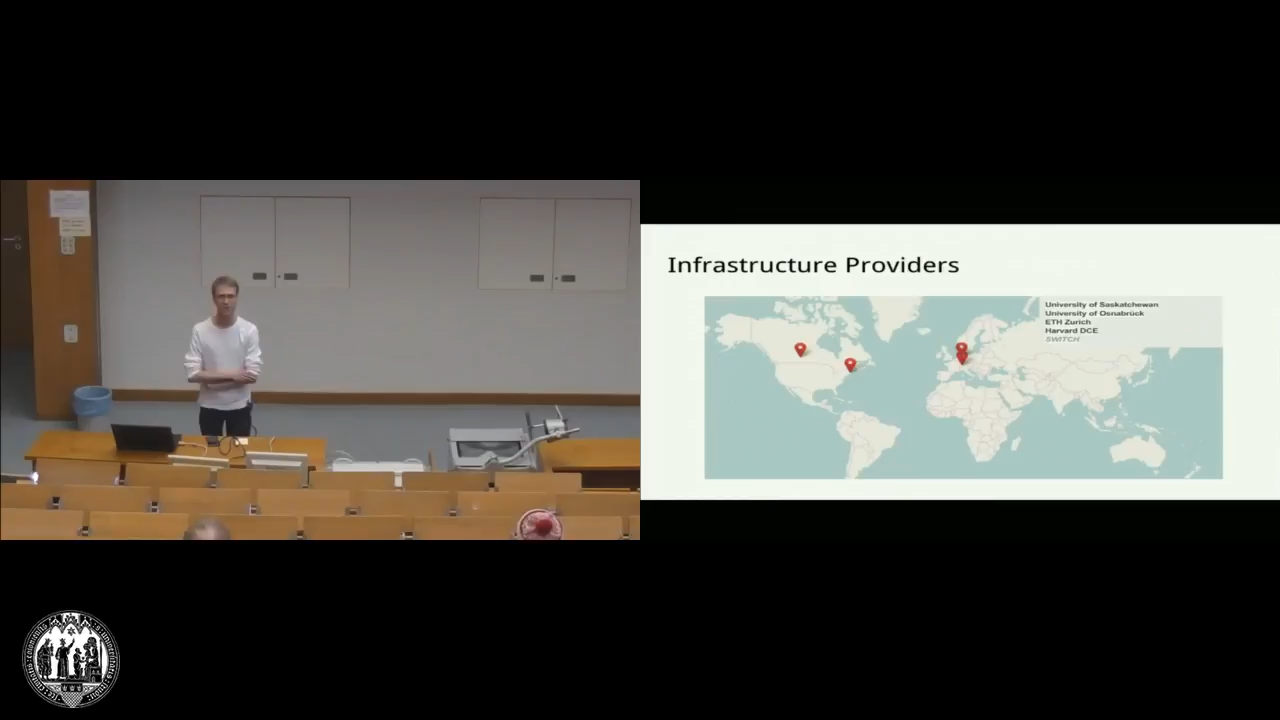 Infrastructure Providers
University of Saskatchewan
University of Osnabrück
ETH Zurich
Harvard DCE
SWITCH